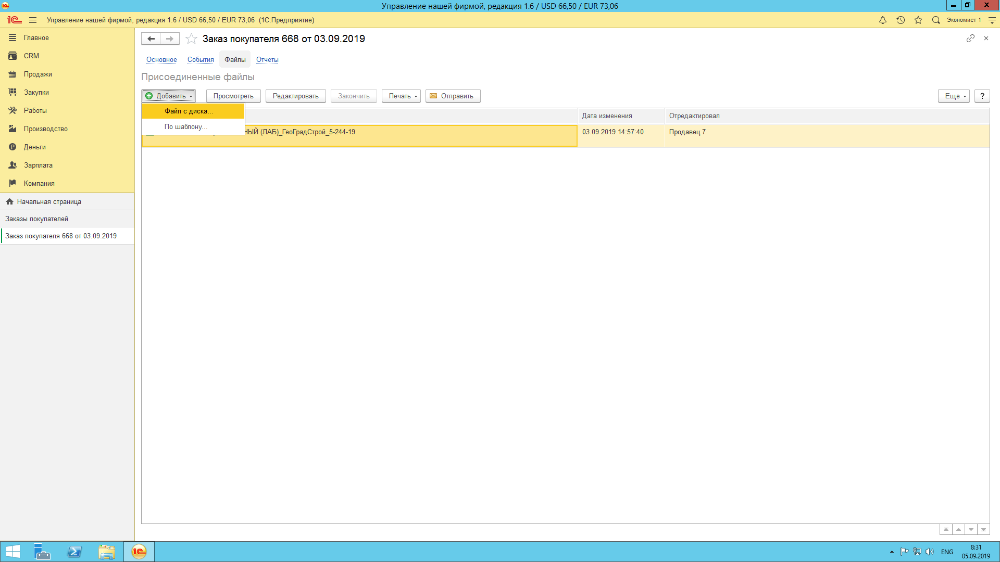 Управление нашей фирмой, редакция 1.6 / USD 66,50 / EUR 73,06
Управление нашей фирмой, редакция 1.6 / USD 66,50 / EUR 73,06 (1С:Предприятие)
Экономист 1
Главное
CRM
Продажи
Закупки
Работы
Производство
Деньги
Зарплата
Компания
Начальная страница
Заказы покупателей
Заказ покупателя 668 от 03.09.2019
Заказ покупателя 668 от 03.09.2019
Основное События Файлы Отчеты
Присоединенные файлы
Добавить Просмотреть Редактировать Закончить Печать Отправить Еще ?
Файл с диска...
По шаблону...
Дата изменения Отредактировал
НЫЙ (ЛАБ)_ГеоГрадСтрой_5-244-19 03.09.2019 14:57:40 Продавец 7
ENG
8:31
05.09.2019